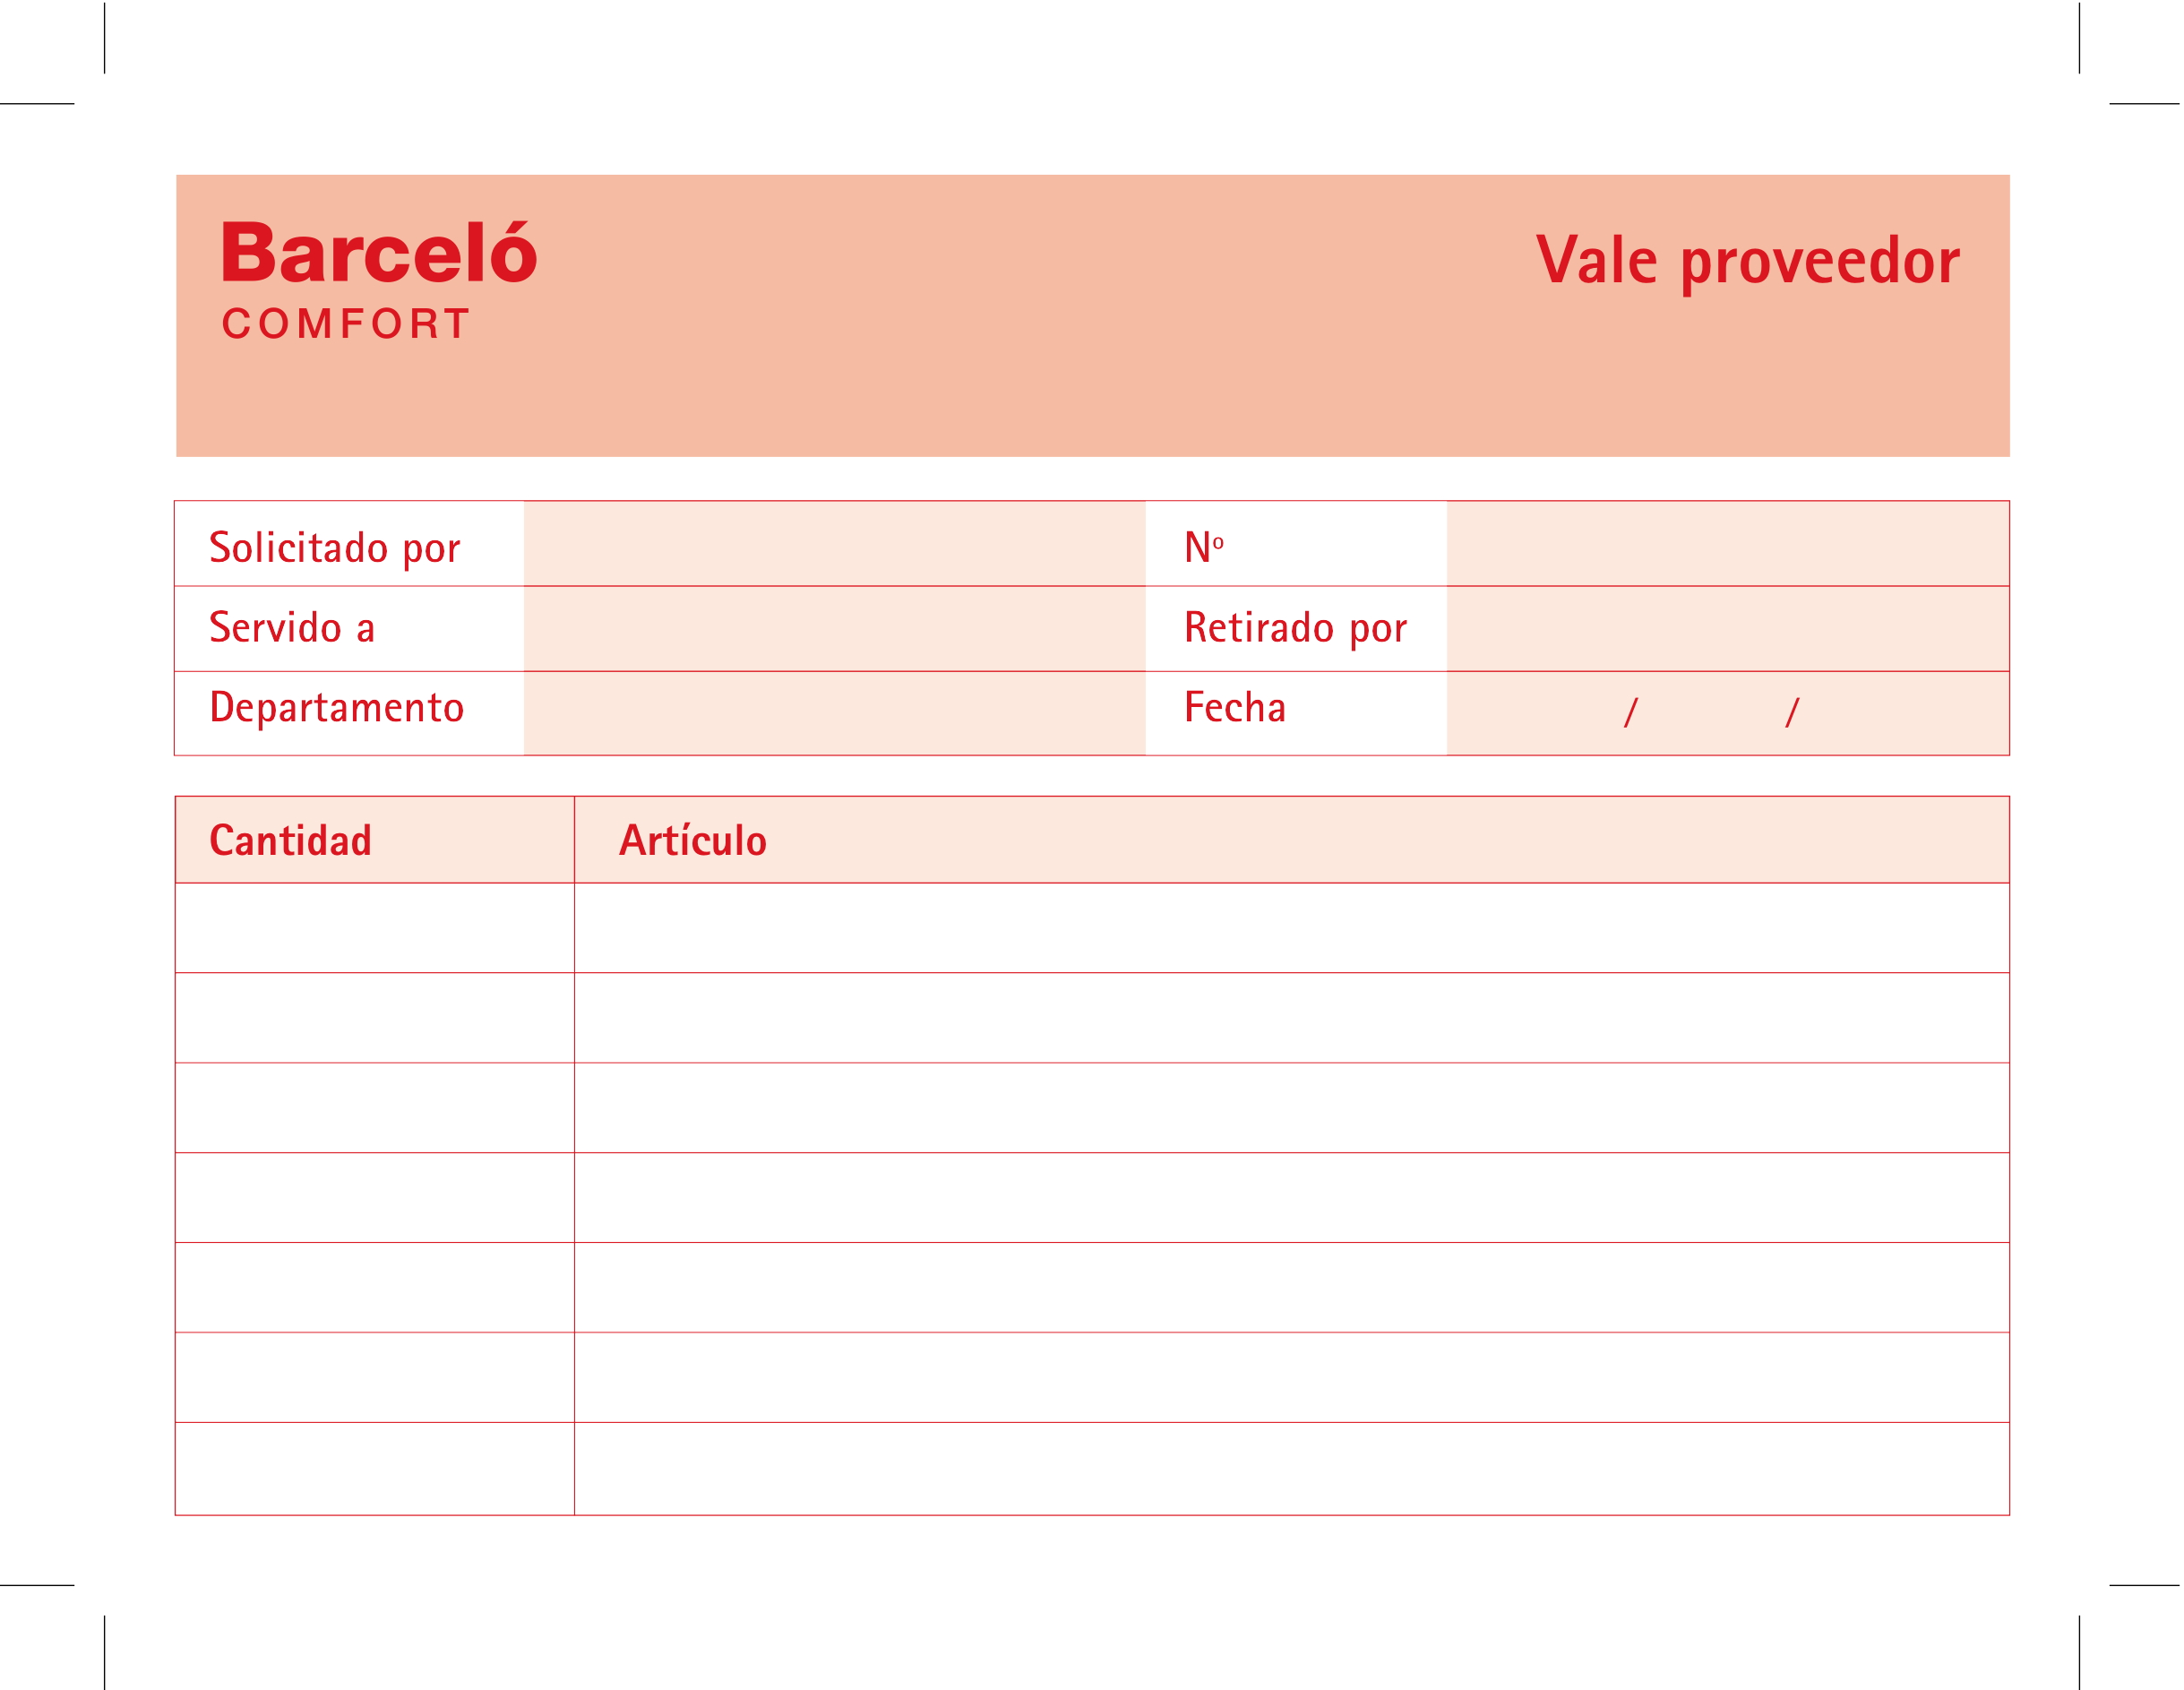 Barceló
COMFORT
Vale proveedor
Solicitado por
Nº
Servido a
Retirado por
Departamento
Fecha / /
Cantidad
Artículo